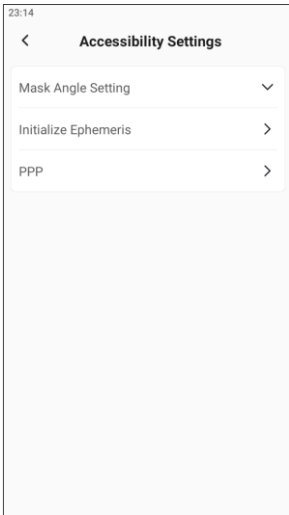 23:14
Accessibility Settings
Mask Angle Setting
Initialize Ephemeris
PPP